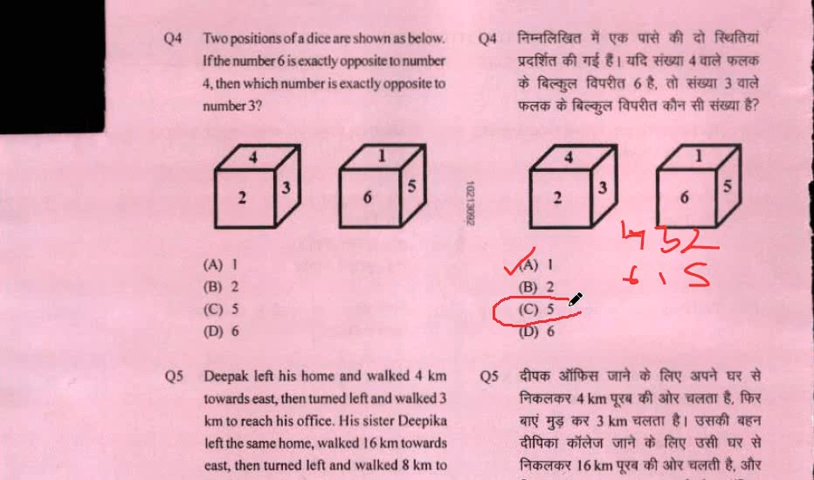 Q4 Two positions of a dice are shown as below.
If the number 6 is exactly opposite to number
4, then which number is exactly opposite to
number 3?
4
2 3
1
6 5
(A) 1
(B) 2
(C) 5
(D) 6
Q5 Deepak left his home and walked 4 km
towards east, then turned left and walked 3
km to reach his office. His sister Deepika
left the same home, walked 16 km towards
east, then turned left and walked 8 km to
10213092
Q4 निम्नलिखित में एक पासे की दो स्थितियां
प्रदर्शित की गई हैं। यदि संख्या 4 वाले फलक
के बिल्कुल विपरीत 6 है, तो संख्या 3 वाले
फलक के बिल्कुल विपरीत कौन सी संख्या है?
4
2 3
1
6 5
4 3 2
6 1 5
(A) 1
(B) 2
(C) 5
(D) 6
Q5 दीपक ऑफिस जाने के लिए अपने घर से
निकलकर 4 km पूरब की ओर चलता है, फिर
बाएं मुड़ कर 3 km चलता है। उसकी बहन
दीपिका कॉलेज जाने के लिए उसी घर से
निकलकर 16 km पूरब की ओर चलती है, और